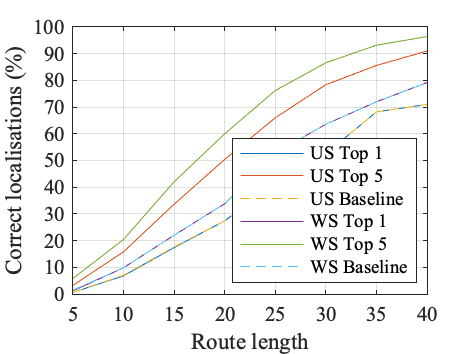 100
90
80
70
60
50
40
30
20
10
0
Correct localisations (%)
US Top 1
US Top 5
US Baseline
WS Top 1
WS Top 5
WS Baseline
5 10 15 20 25 30 35 40
Route length